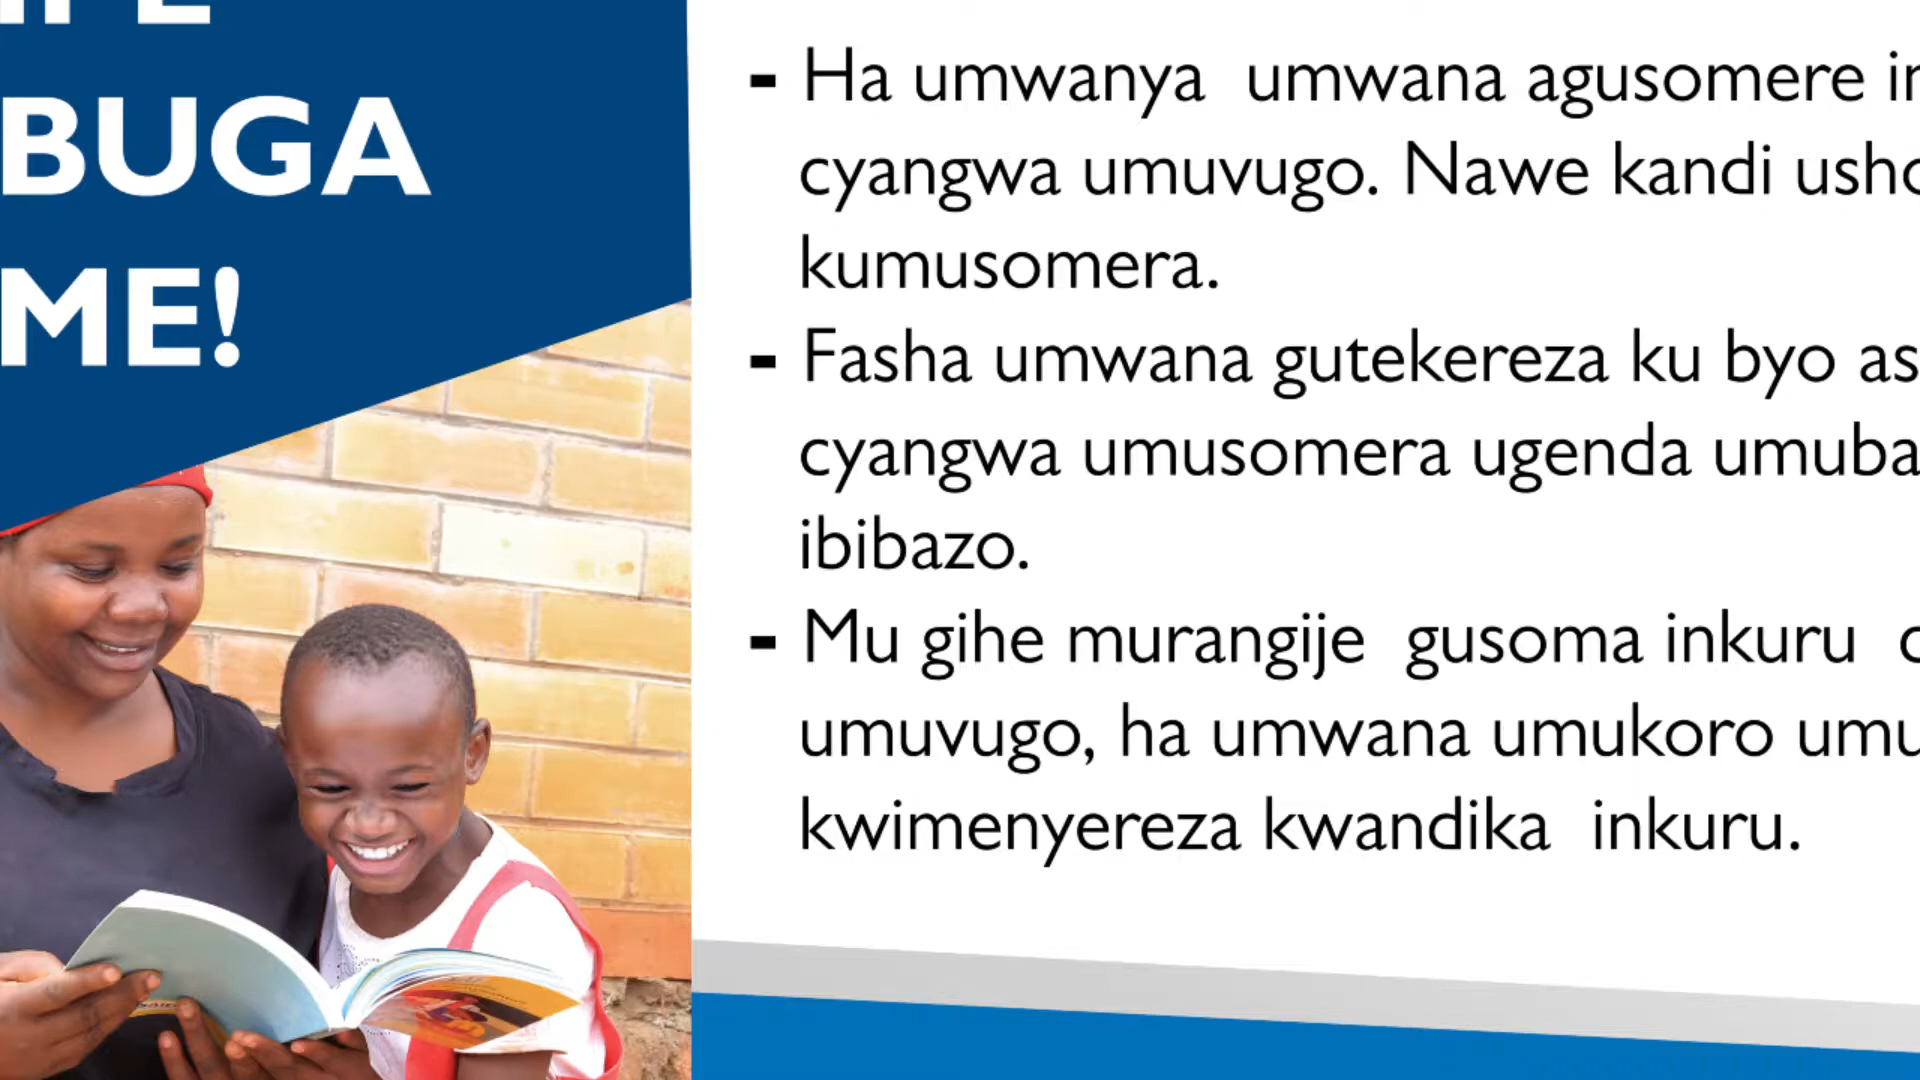 BUGA
ME!
- Ha umwanya  umwana agusomere
cyangwa umuvugo. Nawe kandi
kumusomera.
- Fasha umwana gutekereza ku byo
cyangwa umusomera ugenda
ibibazo.
- Mu gihe murangije  gusoma inkuru
umuvugo, ha umwana umukoro
kwimenyereza kwandika  inkuru.